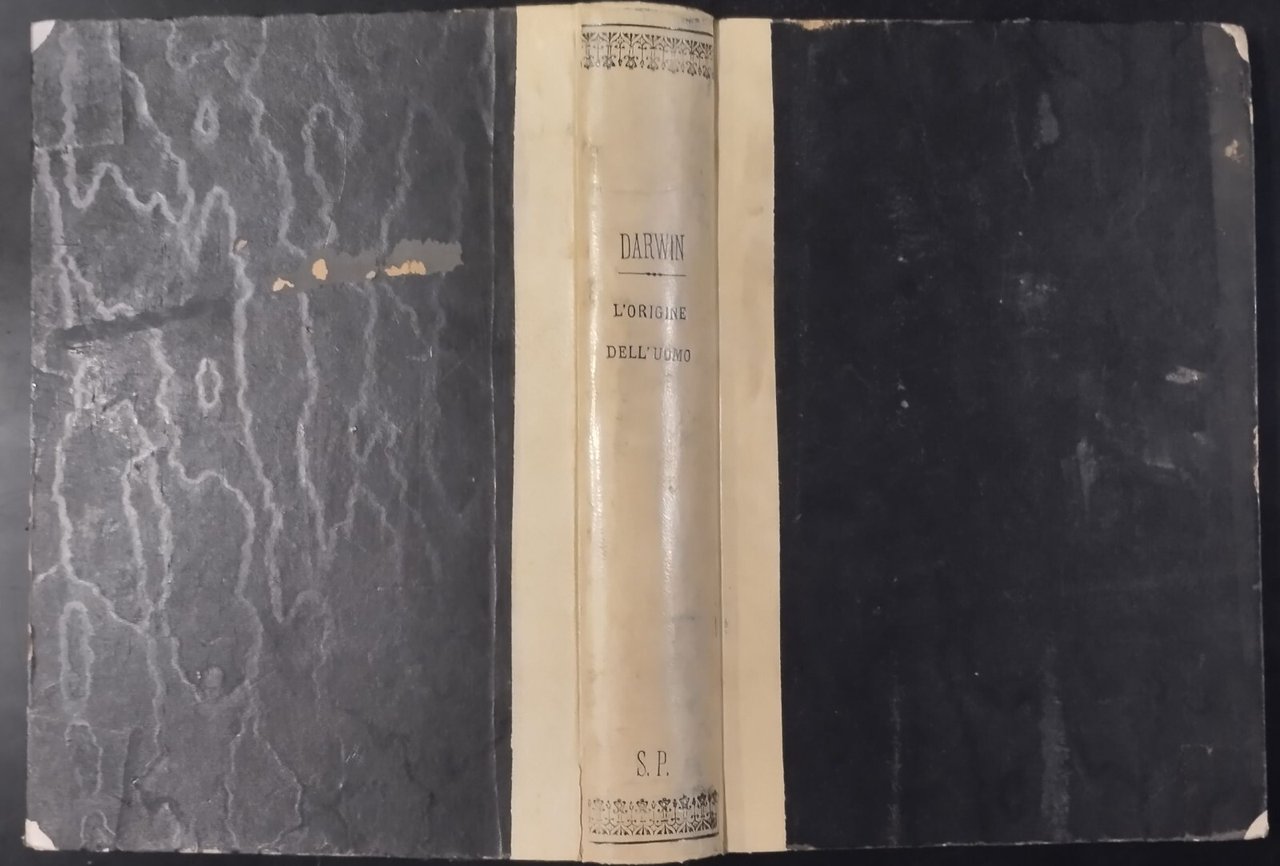 DARWIN
L'ORIGINE
DELL'UOMO
S. P.